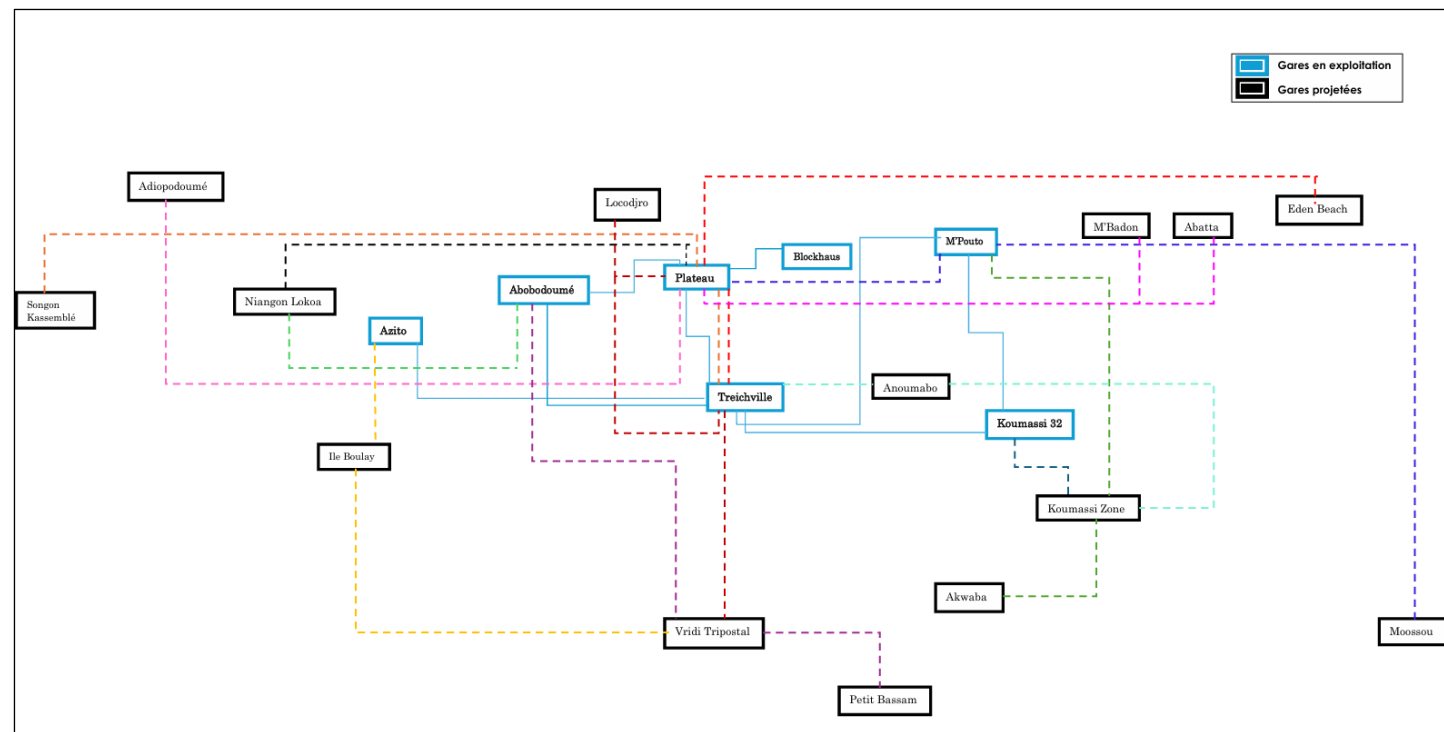 Gares en exploitation
Gares projetées
Adiopodoumé
Locodjro
Eden Beach
M'Badon
Abatta
M'Pouto
Blockhaus
Plateau
Abobodoumé
Niangon Lokoa
Songon
Kassemblé
Azito
Anoumabo
Treichville
Koumassi 32
Ile Boulay
Koumassi Zone
Akwaba
Vridi Tripostal
Moossou
Petit Bassam